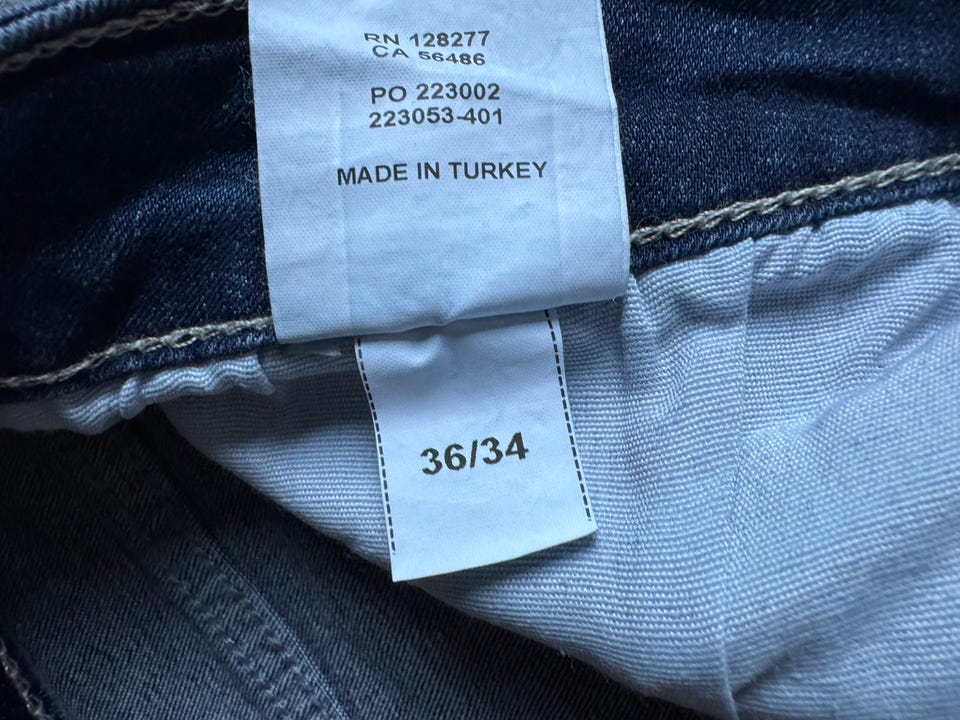 RN 128277
CA 56486
PO 223002
223053-401
MADE IN TURKEY
36/34